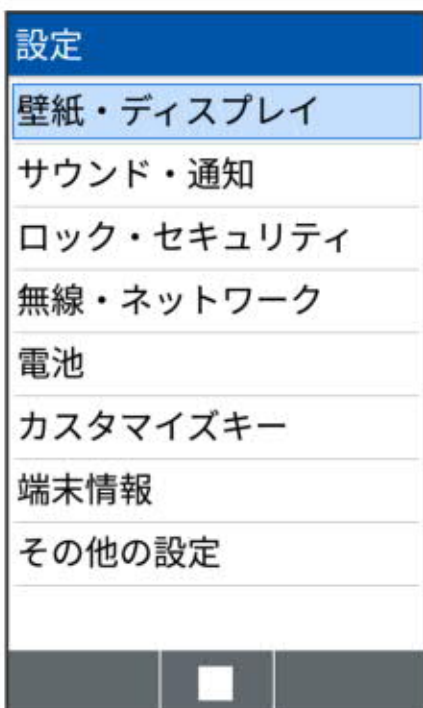 設定
壁紙・ディスプレイ
サウンド・通知
ロック・セキュリティ
無線・ネットワーク
電池
カスタマイズキー
端末情報
その他の設定